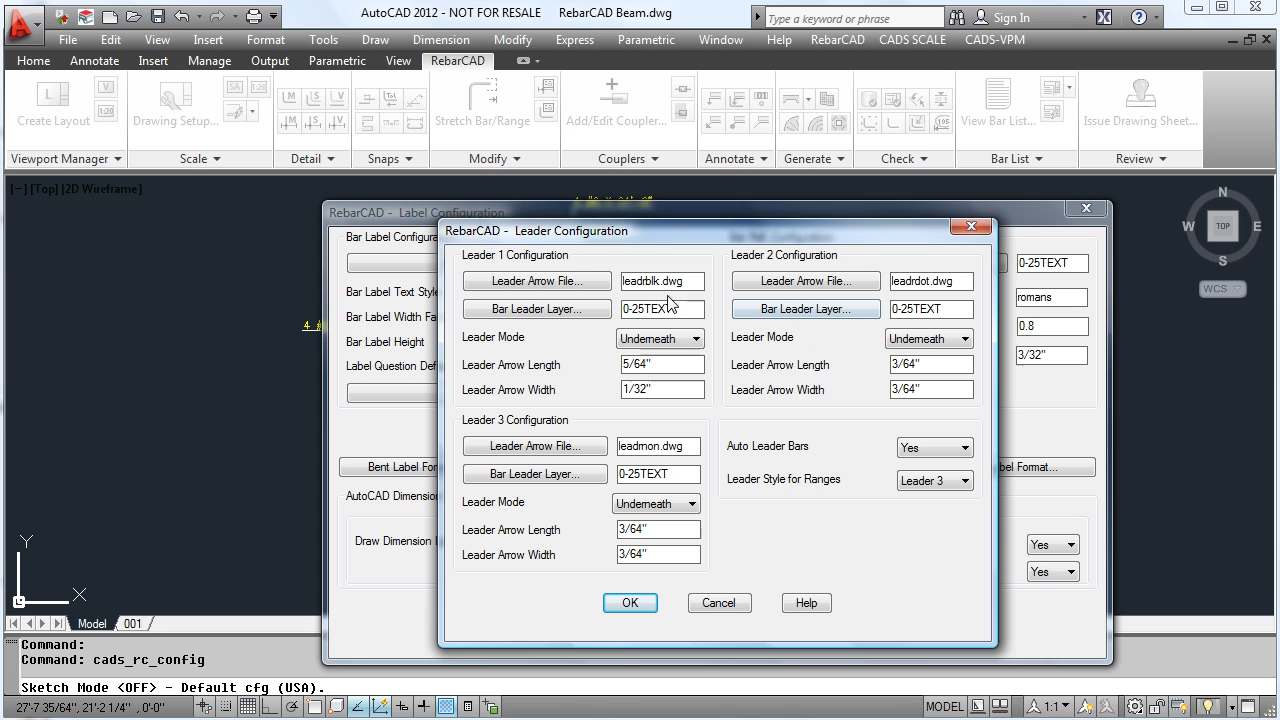 AutoCAD 2012 - NOT FOR RESALE RebarCAD Beam.dwg
Type a keyword or phrase
Sign In
File Edit View Insert Format Tools Draw Dimension Modify Express Parametric Window Help RebarCAD CADS SCALE CADS-VPM
Home Annotate Insert Manage Output Parametric View RebarCAD
Create Layout Drawing Setup... Stretch Bar/Range Add/Edit Coupler... View Bar List... Issue Drawing Sheet...
Viewport Manager Scale Detail Snaps Modify Couplers Annotate Generate Check Bar List Review
[−] [Top] [2D Wireframe]
N
W TOP E
S
WCS
RebarCAD - Label Configuration
RebarCAD - Leader Configuration
Bar Label Configura
0-25TEXT
Bar Label Text Style
romans
Bar Label Width Fa
0.8
Bar Label Height
3/32"
Label Question Def
Bent Label For
bel Format...
AutoCAD Dimension
Draw Dimension
Yes
Yes
Leader 1 Configuration
Leader Arrow File... leadrblk.dwg
Bar Leader Layer... 0-25TEXT
Leader Mode Underneath
Leader Arrow Length 5/64"
Leader Arrow Width 1/32"
Leader 2 Configuration
Leader Arrow File... leadrdot.dwg
Bar Leader Layer... 0-25TEXT
Leader Mode Underneath
Leader Arrow Length 3/64"
Leader Arrow Width 3/64"
Leader 3 Configuration
Leader Arrow File... leadmon.dwg
Bar Leader Layer... 0-25TEXT
Leader Mode Underneath
Leader Arrow Length 3/64"
Leader Arrow Width 3/64"
Auto Leader Bars Yes
Leader Style for Ranges Leader 3
OK Cancel Help
4 #
Y
X
Model 001
Command:
Command: cads_rc_config
Sketch Mode <OFF> - Default cfg (USA).
27'-7 35/64", 21'-2 1/4" , 0'-0"
MODEL
1:1